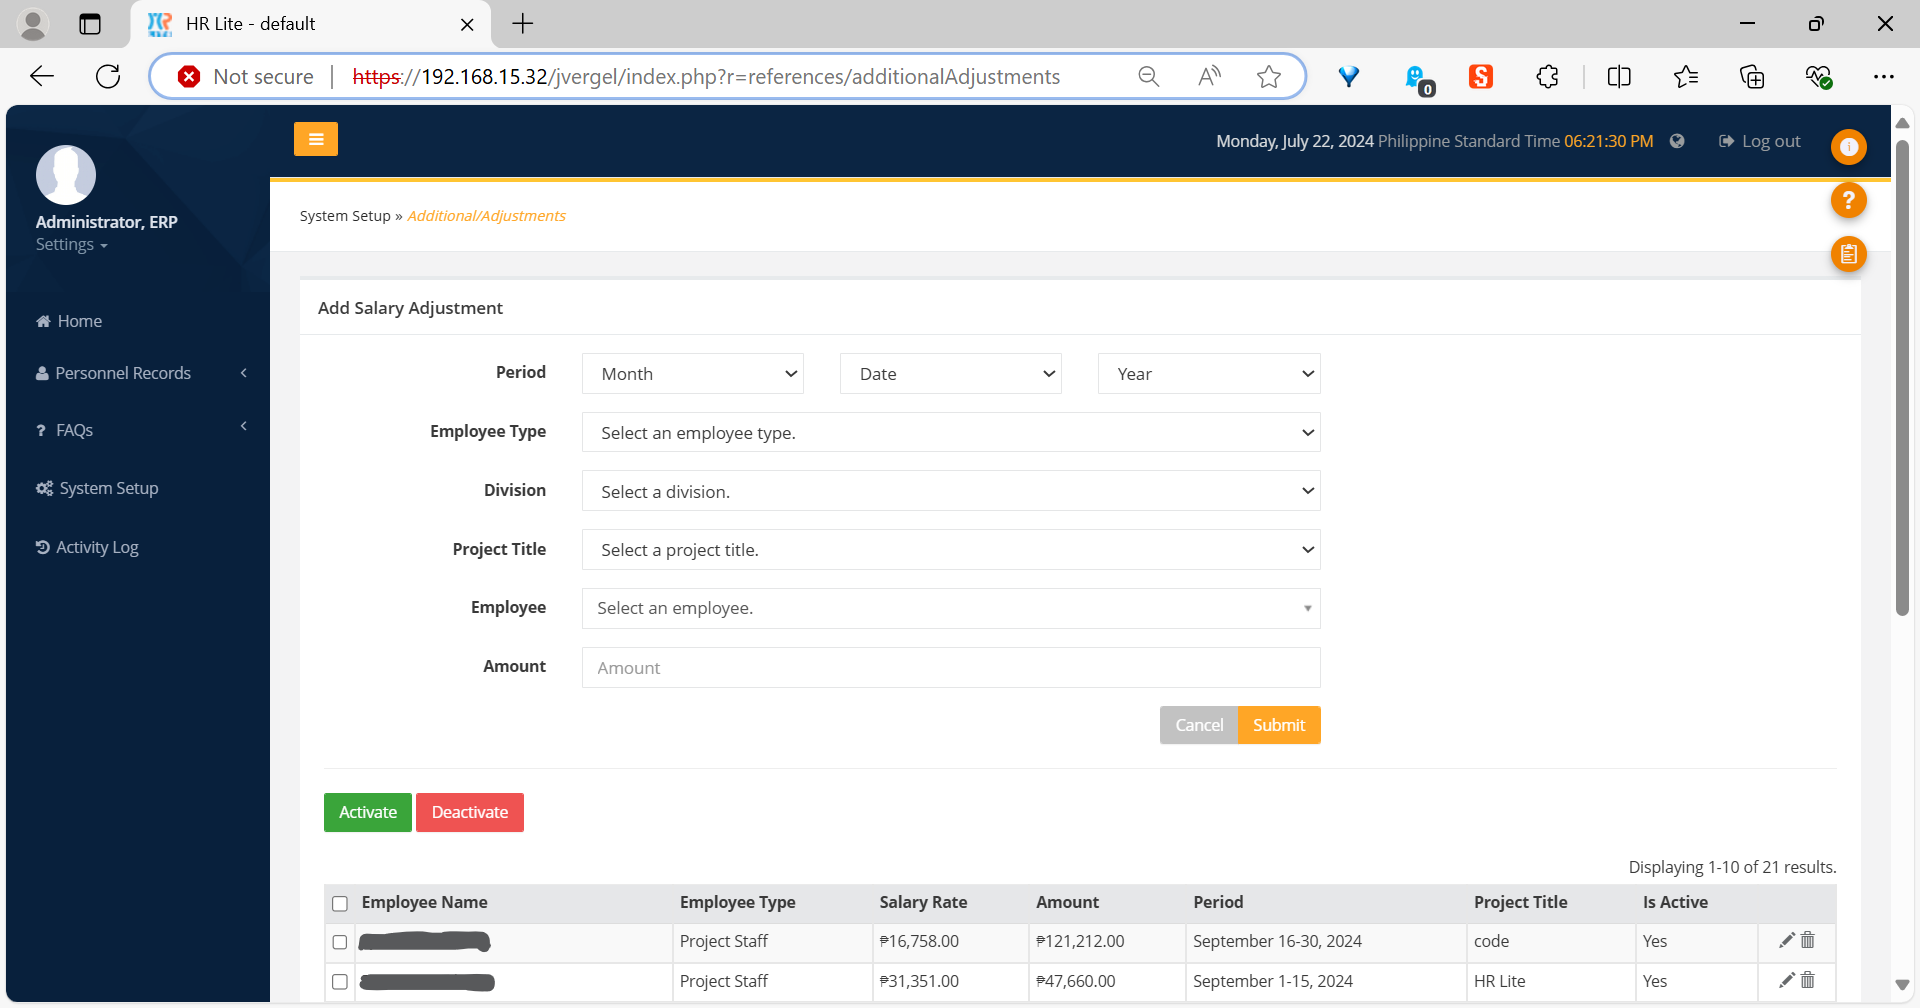 HR Lite - default
Not secure
https://192.168.15.32/jvergel/index.php?r=references/additionalAdjustments
0
Monday, July 22, 2024 Philippine Standard Time 06:21:30 PM
Log out
Administrator, ERP
Settings
System Setup » Additional/Adjustments
?
Home
Personnel Records
? FAQs
System Setup
Activity Log
Add Salary Adjustment
Period Month Date Year
Employee Type Select an employee type.
Division Select a division.
Project Title Select a project title.
Employee Select an employee.
Amount Amount
Cancel Submit
Activate Deactivate
Displaying 1-10 of 21 results.
Employee Name Employee Type Salary Rate Amount Period Project Title Is Active
Project Staff ₱16,758.00 ₱121,212.00 September 16-30, 2024 code Yes
Project Staff ₱31,351.00 ₱47,660.00 September 1-15, 2024 HR Lite Yes